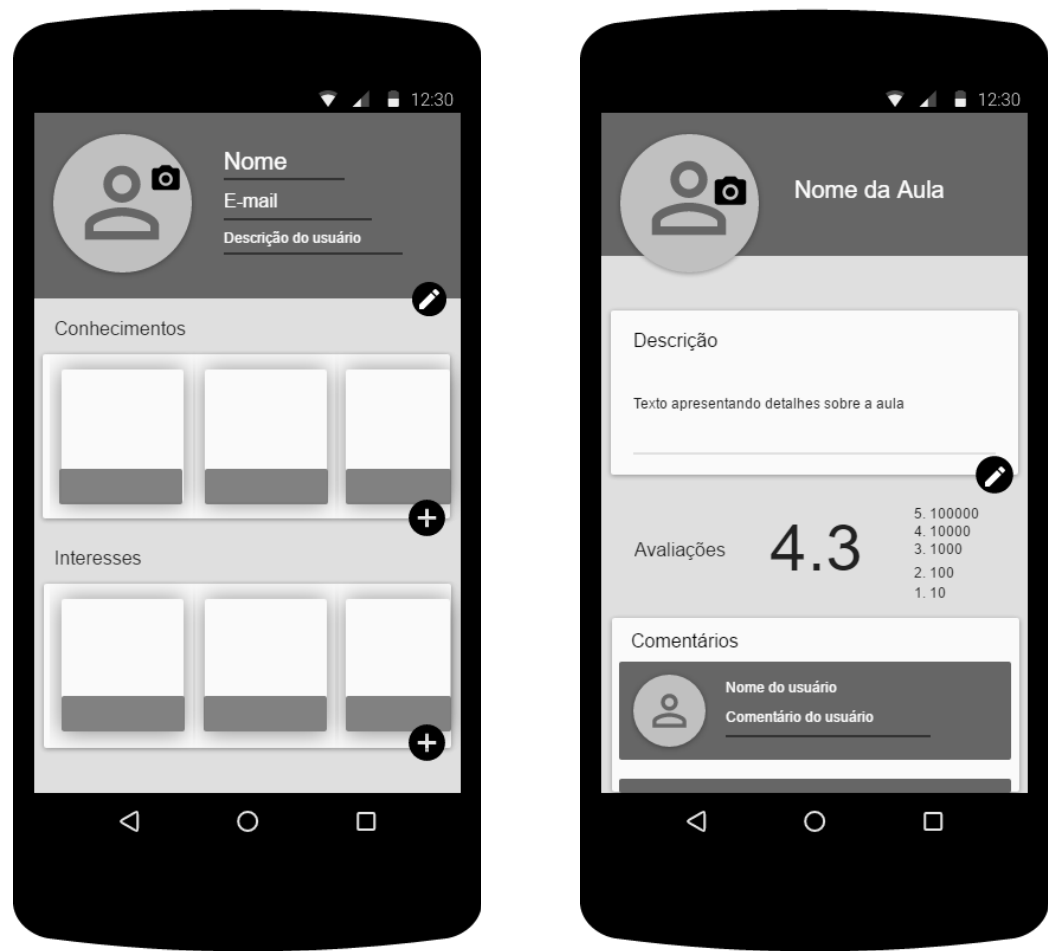 12:30
Nome
E-mail
Descrição do usuário
Conhecimentos
Interesses
12:30
Nome da Aula
Descrição
Texto apresentando detalhes sobre a aula
Avaliações
4.3
5. 100000
4. 10000
3. 1000
2. 100
1. 10
Comentários
Nome do usuário
Comentário do usuário